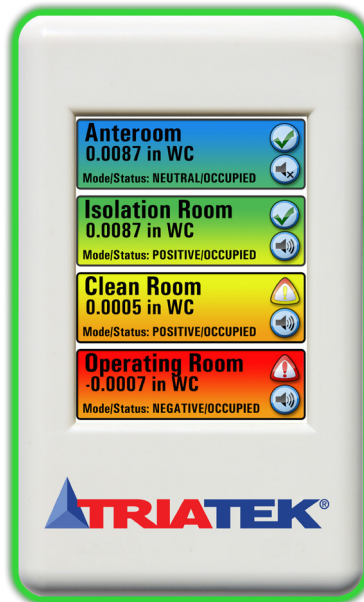 Anteroom
0.0087 in WC
Mode/Status: NEUTRAL/OCCUPIED
Isolation Room
0.0087 in WC
Mode/Status: POSITIVE/OCCUPIED
Clean Room
0.0005 in WC
Mode/Status: POSITIVE/OCCUPIED
Operating Room
-0.0007 in WC
Mode/Status: NEGATIVE/OCCUPIED
TRIATEK®